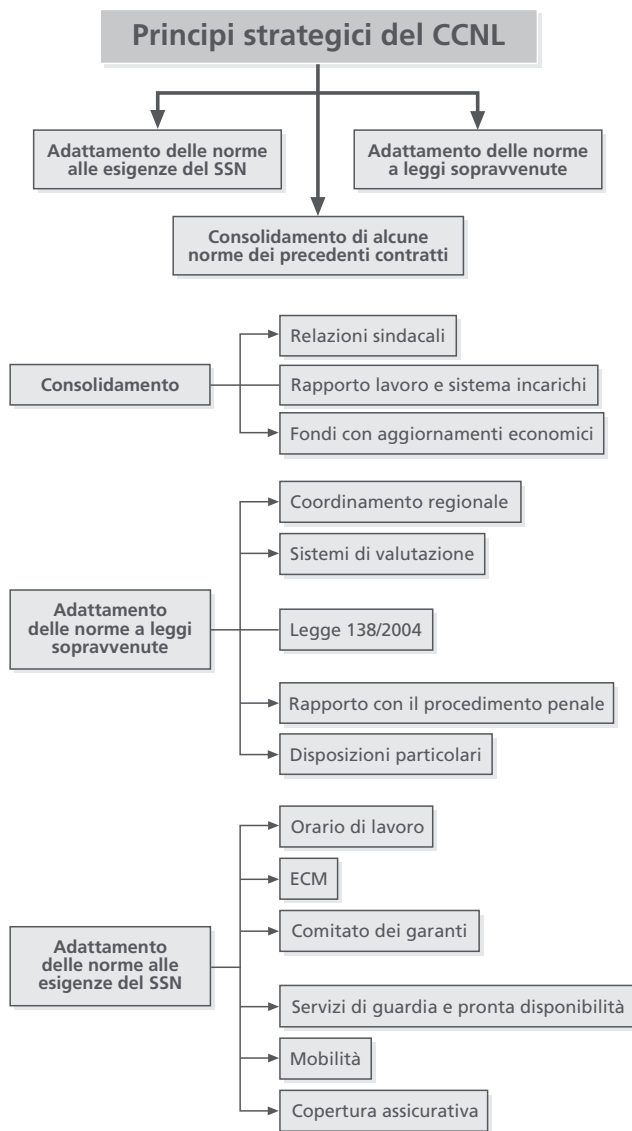 Principi strategici del CCNL
Adattamento delle norme
alle esigenze del SSN
Adattamento delle norme
a leggi sopravvenute
Consolidamento di alcune
norme dei precedenti contratti
Consolidamento
Relazioni sindacali
Rapporto lavoro e sistema incarichi
Fondi con aggiornamenti economici
Adattamento
delle norme a leggi
sopravvenute
Coordinamento regionale
Sistemi di valutazione
Legge 138/2004
Rapporto con il procedimento penale
Disposizioni particolari
Adattamento
delle norme alle
esigenze del SSN
Orario di lavoro
ECM
Comitato dei garanti
Servizi di guardia e pronta disponibilità
Mobilità
Copertura assicurativa